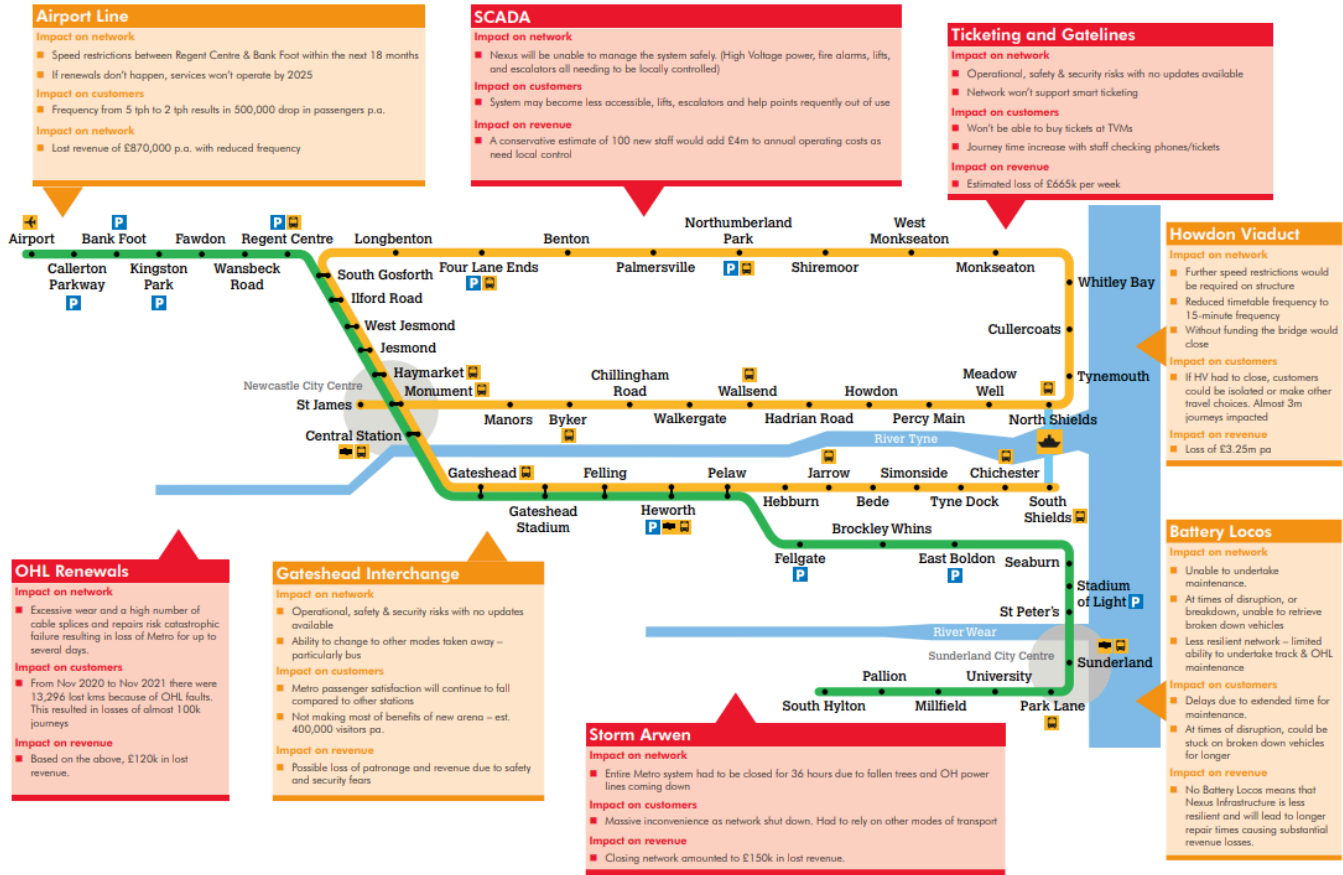 Airport Line
Impact on network
Speed restrictions between Regent Centre & Bank Foot within the next 18 months
If renewals don't happen, services won't operate by 2025
Impact on customers
Frequency from 5 tph to 2 tph results in 500,000 drop in passengers p.a.
Impact on network
Lost revenue of £870,000 p.a. with reduced frequency
SCADA
Impact on network
Nexus will be unable to manage the system safely. (High Voltage power, fire alarms, lifts,
and escalators all needing to be locally controlled)
Impact on customers
System may become less accessible, lifts, escalators and help points requently out of use
Impact on revenue
A conservative estimate of 100 new staff would add £4m to annual operating costs as
need local control
Ticketing and Gatelines
Impact on network
Operational, safety & security risks with no updates available
Network won't support smart ticketing
Impact on customers
Won't be able to buy tickets at TVMs
Journey time increase with staff checking phones/tickets
Impact on revenue
Estimated loss of £665k per week
Airport
Callerton
Parkway
P
P
Bank Foot
Kingston
Park
P
Fawdon
Wansbeck
Road
P
Regent Centre
South Gosforth
Longbenton
Four Lane Ends
P
Benton
Palmersville
Northumberland
Park
P
Shiremoor
West
Monkseaton
Monkseaton
Whitley Bay
Cullercoats
Tynemouth
Ilford Road
West Jesmond
Jesmond
Haymarket
Newcastle City Centre
Monument
St James
Central Station
Manors
Byker
Chillingham
Road
Walkergate
Wallsend
Hadrian Road
Howdon
Percy Main
Meadow
Well
North Shields
River Tyne
Gateshead
Gateshead
Stadium
Felling
Heworth
P
Pelaw
Hebburn
Jarrow
Bede
Simonside
Tyne Dock
Chichester
South
Shields
Fellgate
P
Brockley Whins
East Boldon
P
Seaburn
Stadium
of Light P
St Peter's
River Wear
Sunderland City Centre
Sunderland
Park Lane
University
Millfield
Pallion
South Hylton
Howdon Viaduct
Impact on network
Further speed restrictions would
be required on structure
Reduced timetable frequency to
15-minute frequency
Without funding the bridge would
close
Impact on customers
If HV had to close, customers
could be isolated or make other
travel choices. Almost 3m
journeys impacted
Impact on revenue
Loss of £3.25m pa
OHL Renewals
Impact on network
Excessive wear and a high number of
cable splices and repairs risk catastrophic
failure resulting in loss of Metro for up to
several days.
Impact on customers
From Nov 2020 to Nov 2021 there were
13,296 lost kms because of OHL faults.
This resulted in losses of almost 100k
journeys
Impact on revenue
Based on the above, £120k in lost
revenue.
Gateshead Interchange
Impact on network
Operational, safety & security risks with no updates
available
Ability to change to other modes taken away –
particularly bus
Impact on customers
Metro passenger satisfaction will continue to fall
compared to other stations
Not making most of benefits of new arena – est.
400,000 visitors pa.
Impact on revenue
Possible loss of patronage and revenue due to safety
and security fears
Storm Arwen
Impact on network
Entire Metro system had to be closed for 36 hours due to fallen trees and OH power
lines coming down
Impact on customers
Massive inconvenience as network shut down. Had to rely on other modes of transport
Impact on revenue
Closing network amounted to £150k in lost revenue.
Battery Locos
Impact on network
Unable to undertake
maintenance.
At times of disruption, or
breakdown, unable to retrieve
broken down vehicles
Less resilient network – limited
ability to undertake track & OHL
maintenance
Impact on customers
Delays due to extended time for
maintenance.
At times of disruption, could be
stuck on broken down vehicles
for longer
Impact on revenue
No Battery Locos means that
Nexus Infrastructure is less
resilient and will lead to longer
repair times causing substantial
revenue losses.